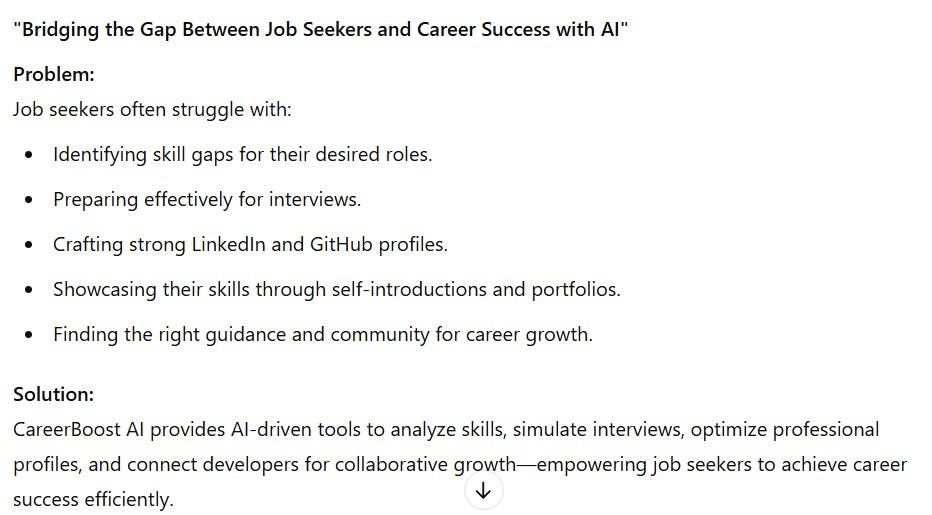 "Bridging the Gap Between Job Seekers and Career Success with AI"
Problem:
Job seekers often struggle with:
• Identifying skill gaps for their desired roles.
• Preparing effectively for interviews.
• Crafting strong LinkedIn and GitHub profiles.
• Showcasing their skills through self-introductions and portfolios.
• Finding the right guidance and community for career growth.
Solution:
CareerBoost AI provides AI-driven tools to analyze skills, simulate interviews, optimize professional
profiles, and connect developers for collaborative growth—empowering job seekers to achieve career
success efficiently.